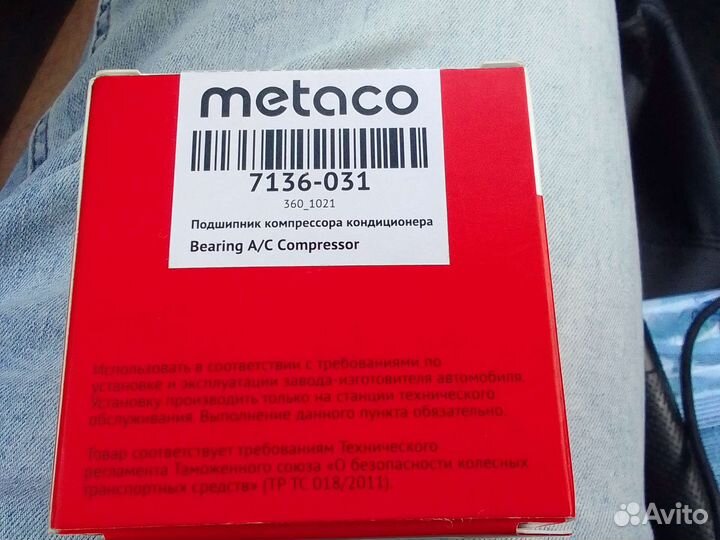 metaco
7136-031
360_1021
Подшипник компрессора кондиционера
Bearing A/C Compressor
Использовать в соответствии с требованиями по
установке и эксплуатации завода-изготовителя автомобиля.
Установку производить только на станции технического
обслуживания. Выполнение данного пункта обязательно.
Товар соответствует требованиям Технического
регламента Таможенного союза «О безопасности колесных
транспортных средств» (ТР ТС 018/2011).
Avito